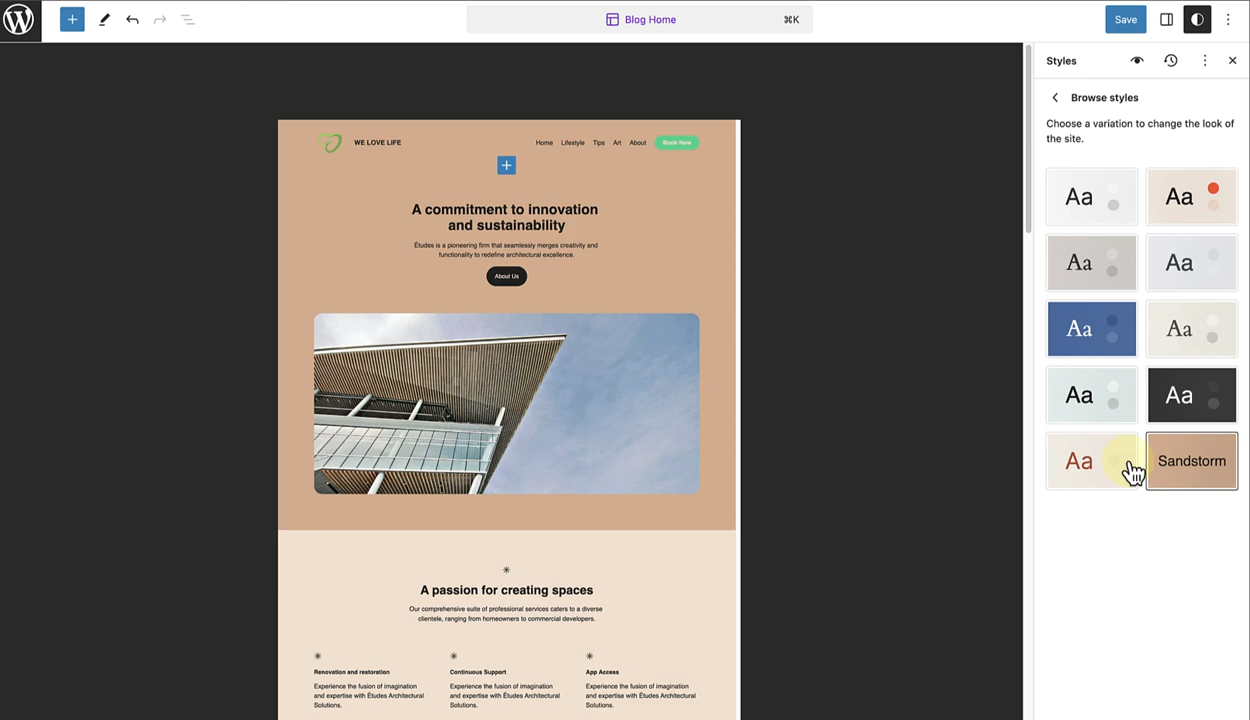 Blog Home
⌘K
Save
Styles
Browse styles
Choose a variation to change the look of
the site.
Aa
Aa
Aa
Aa
Aa
Aa
Aa
Aa
Aa
Sandstorm
WE LOVE LIFE
Home
Lifestyle
Tips
Art
About
Book Now
A commitment to innovation
and sustainability
Études is a pioneering firm that seamlessly merges creativity and
functionality to redefine architectural excellence.
About Us
A passion for creating spaces
Our comprehensive suite of professional services caters to a diverse
clientele, ranging from homeowners to commercial developers.
Renovation and restoration
Experience the fusion of imagination
and expertise with Études Architectural
Solutions.
Continuous Support
Experience the fusion of imagination
and expertise with Études Architectural
Solutions.
App Access
Experience the fusion of imagination
and expertise with Études Architectural
Solutions.